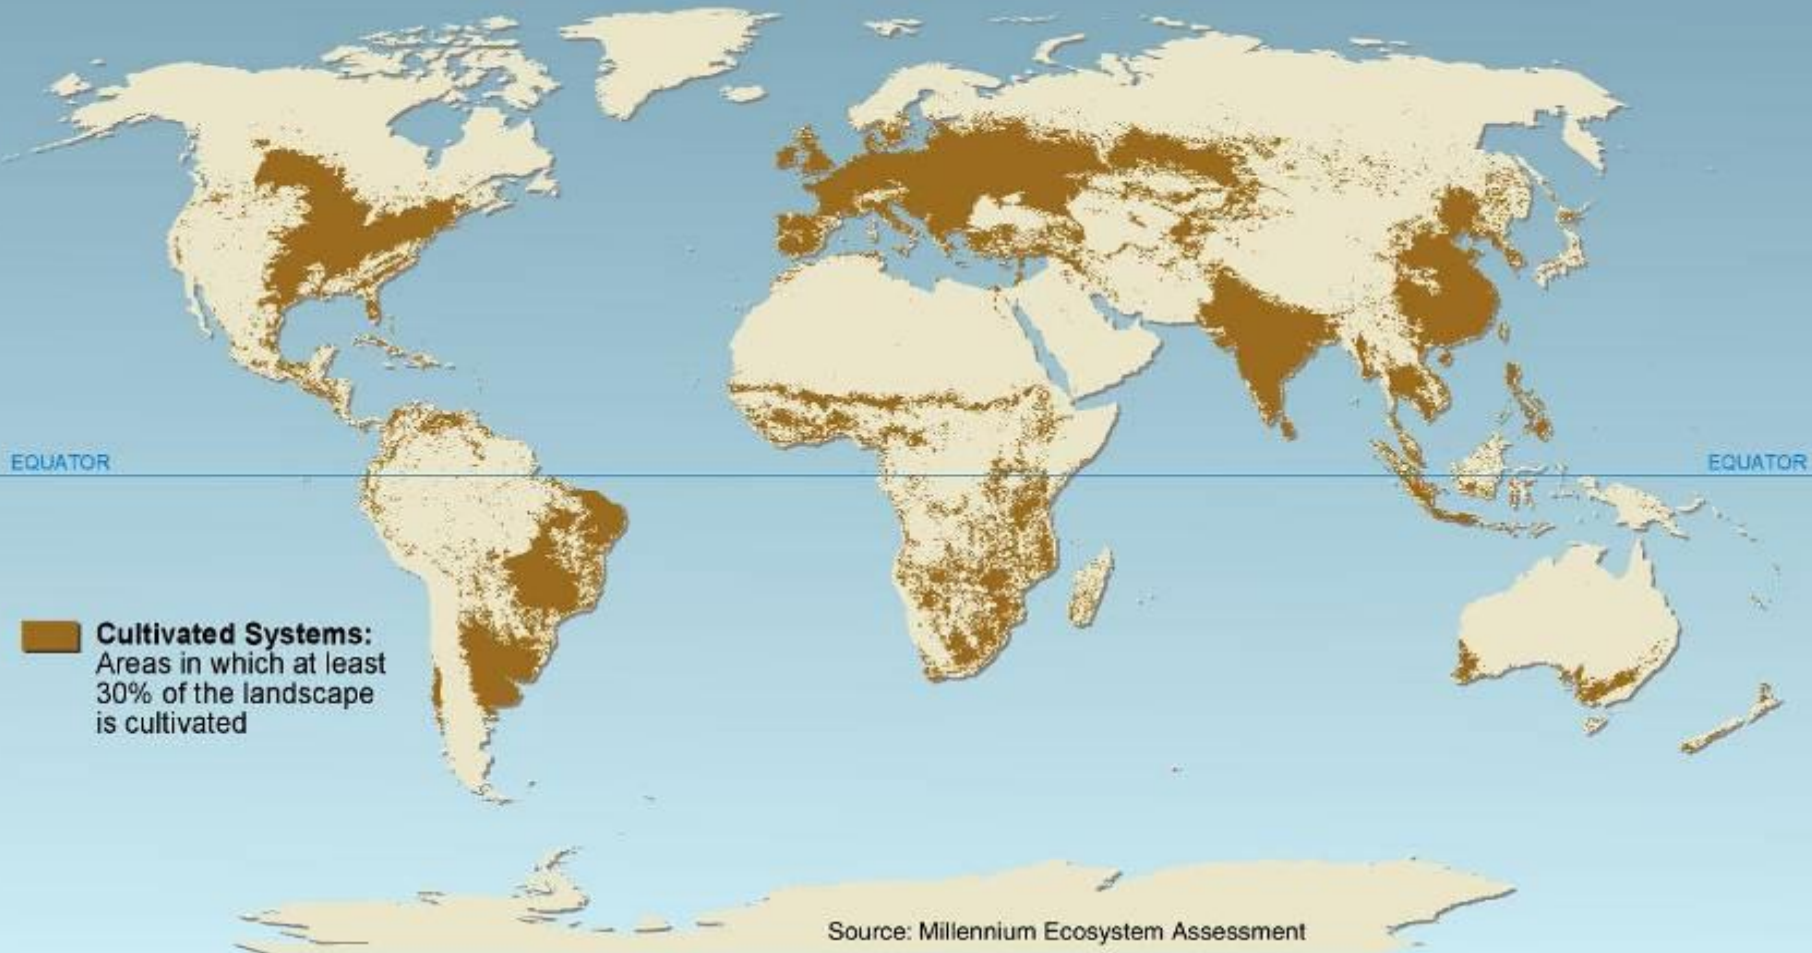 EQUATOR
EQUATOR
Cultivated Systems:
Areas in which at least
30% of the landscape
is cultivated
Source: Millennium Ecosystem Assessment